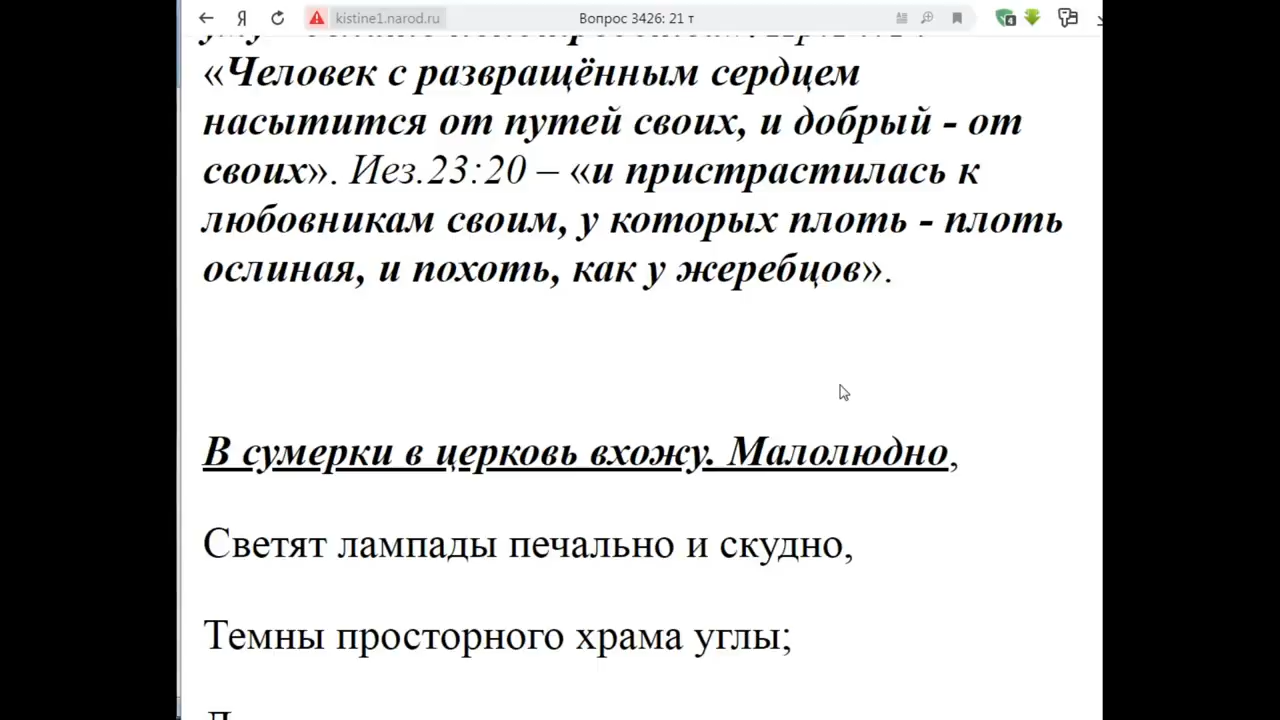 kistine1.narod.ru
Вопрос 3426: 21 т
4
«Человек с развращённым сердцем
насытится от путей своих, и добрый - от
своих». Иез.23:20 – «и пристрастилась к
любовникам своим, у которых плоть - плоть
ослиная, и похоть, как у жеребцов».
В сумерки в церковь вхожу. Малолюдно,
Светят лампады печально и скудно,
Темны просторного храма углы;